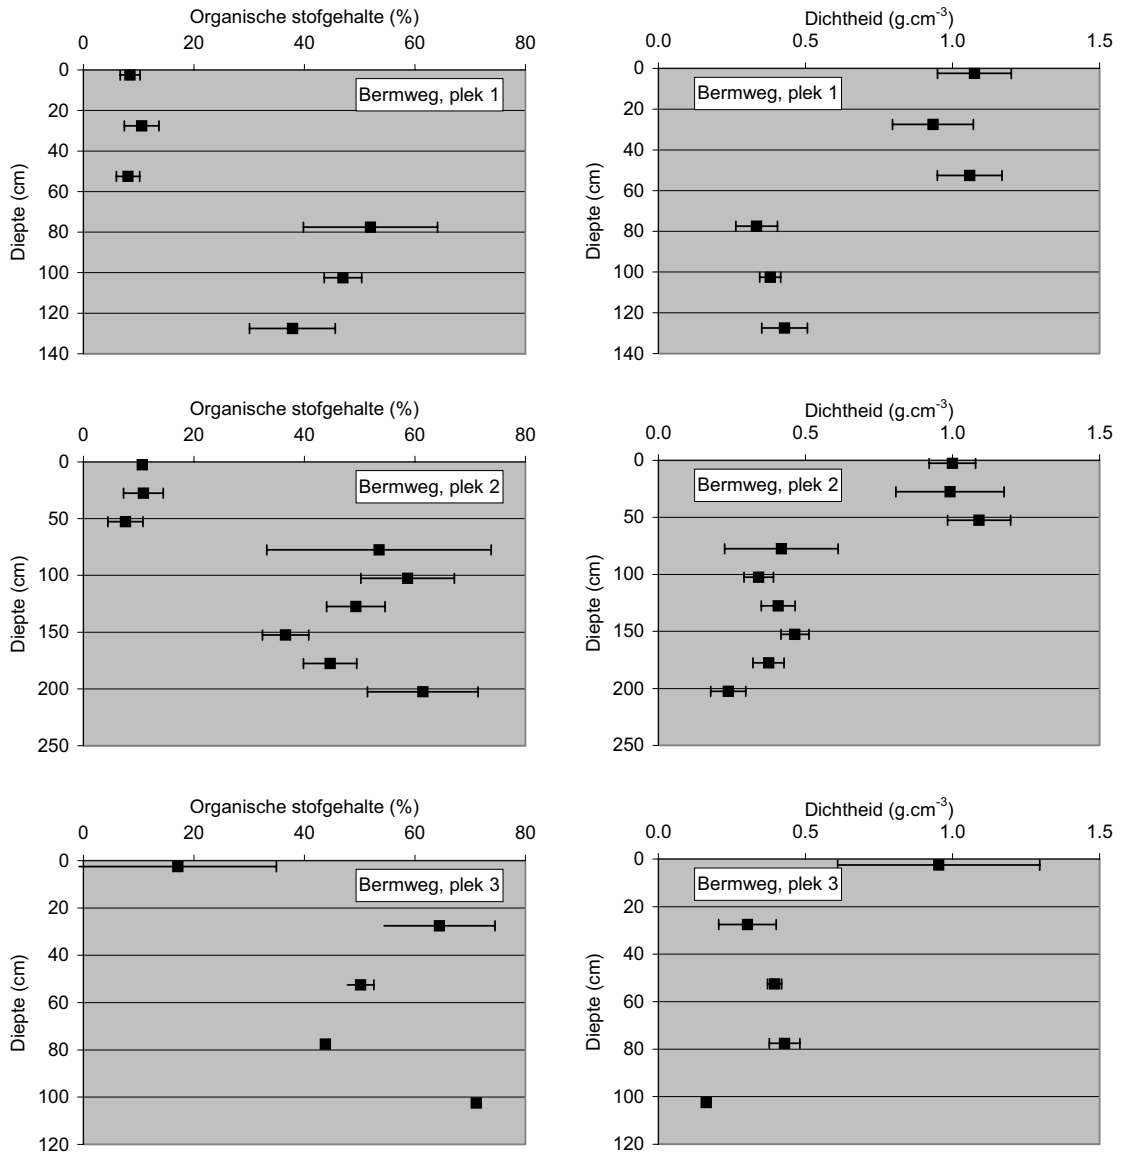 Organische stofgehalte (%)
0 20 40 60 80
0
20
40
60
80
100
120
140
Diepte (cm)
Bermweg, plek 1
Dichtheid (g.cm-3)
0.0 0.5 1.0 1.5
0
20
40
60
80
100
120
140
Diepte (cm)
Bermweg, plek 1
Organische stofgehalte (%)
0 20 40 60 80
0
50
100
150
200
250
Diepte (cm)
Bermweg, plek 2
Dichtheid (g.cm-3)
0.0 0.5 1.0 1.5
0
50
100
150
200
250
Diepte (cm)
Bermweg, plek 2
Organische stofgehalte (%)
0 20 40 60 80
0
20
40
60
80
100
120
Diepte (cm)
Bermweg, plek 3
Dichtheid (g.cm-3)
0.0 0.5 1.0 1.5
0
20
40
60
80
100
120
Diepte (cm)
Bermweg, plek 3